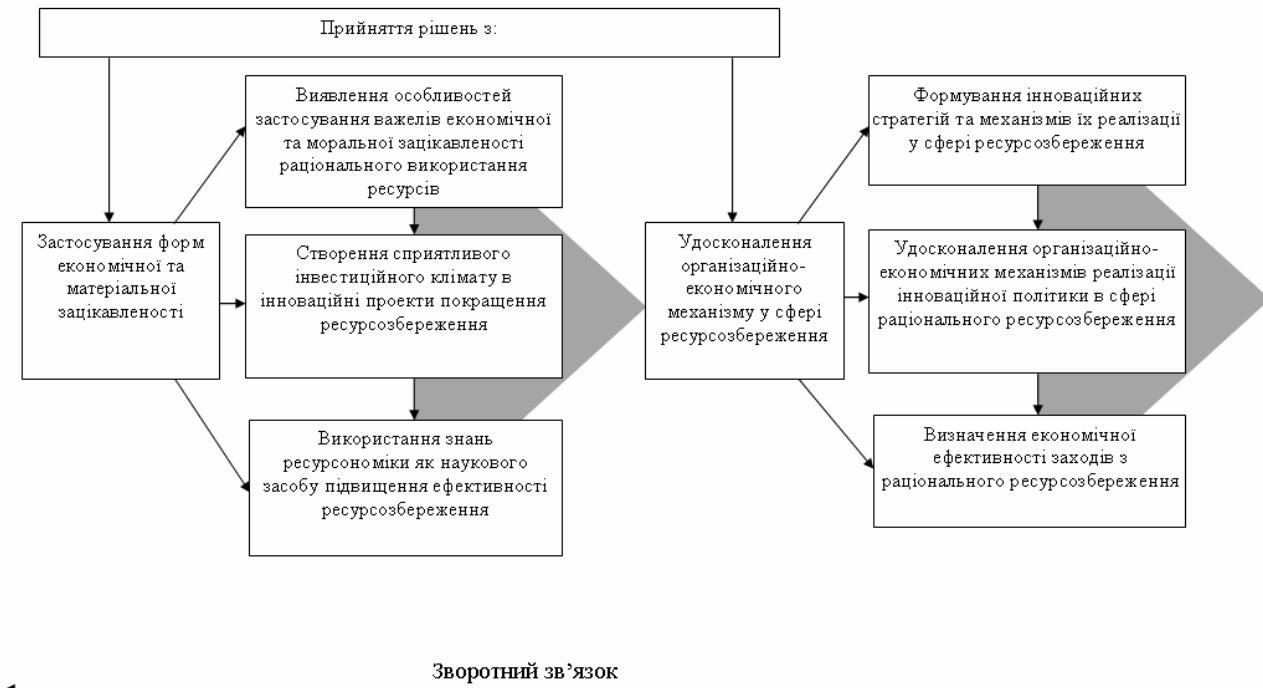 Прийняття рішень з:
Виявлення особливостей
застосування важелів економічної
та моральної зацікавленості
раціонального використання
ресурсів
Застосування форм
економічної та
матеріальної
зацікавленості
Створення сприятливого
інвестиційного клімату в
інноваційні проекти покращення
ресурсозбереження
Використання знань
ресурсономіки як наукового
засобу підвищення ефективності
ресурсозбереження
Удосконалення
організаційно-
економічного
механізму у сфері
ресурсозбереження
Формування інноваційних
стратегій та механізмів їх реалізації
у сфері ресурсозбереження
Удосконалення організаційно-
економічних механізмів реалізації
інноваційної політики в сфері
раціонального ресурсозбереження
Визначення економічної
ефективності заходів з
раціонального ресурсозбереження
Зворотний зв’язок